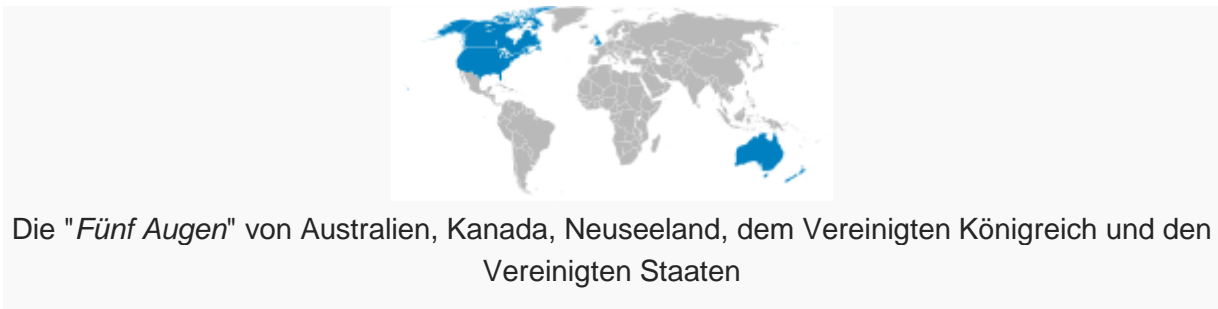 Die "Fünf Augen" von Australien, Kanada, Neuseeland, dem Vereinigten Königreich und den
Vereinigten Staaten